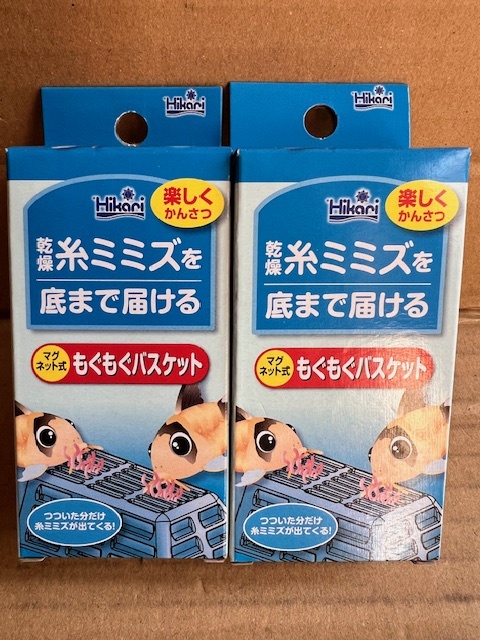 Hikari
Hikari
楽しく
かんさつ
乾燥糸ミミズを
底まで届ける
マグ
ネット式
もぐもぐバスケット
つついた分だけ
糸ミミズが出てくる!
Hikari
Hikari
楽しく
かんさつ
乾燥糸ミミズを
底まで届ける
マグ
ネット式
もぐもぐバスケット
つついた分だけ
糸ミミズが出てくる!